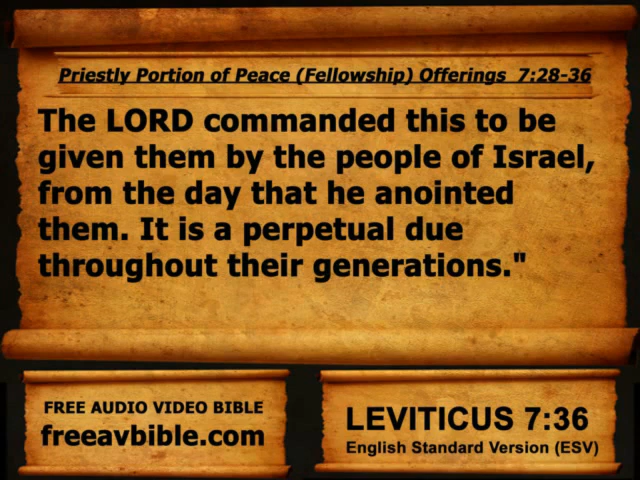 Priestly Portion of Peace (Fellowship) Offerings 7:28-36
The LORD commanded this to be
given them by the people of Israel,
from the day that he anointed
them. It is a perpetual due
throughout their generations."
FREE AUDIO VIDEO BIBLE
freeavbible.com
LEVITICUS 7:36
English Standard Version (ESV)